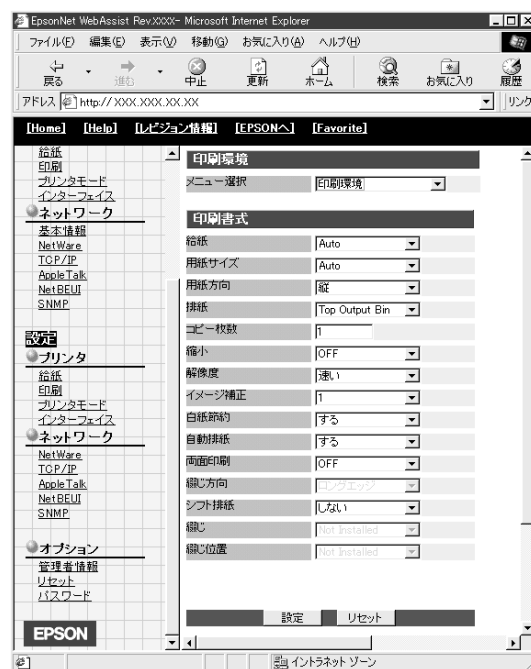 EpsonNet WebAssist Rev.XXXX- Microsoft Internet Explorer
ファイル(F) 編集(E) 表示(V) 移動(G) お気に入り(A) ヘルプ(H)
戻る 進む 中止 更新 ホーム 検索 お気に入り 履歴
アドレス http://XXX.XXX.XX.XX リンク
[Home] [Help] [レビジョン情報] [EPSONへ] [Favorite]
給紙
印刷
プリンタモード
インターフェイス
ネットワーク
基本情報
NetWare
TCP/IP
AppleTalk
NetBEUI
SNMP
設定
プリンタ
給紙
印刷
プリンタモード
インターフェイス
ネットワーク
NetWare
TCP/IP
AppleTalk
NetBEUI
SNMP
オプション
管理者情報
リセット
パスワード
EPSON
印刷環境
メニュー選択 印刷環境
印刷書式
給紙 Auto
用紙サイズ Auto
用紙方向 縦
排紙 Top Output Bin
コピー枚数 1
縮小 OFF
解像度 速い
イメージ補正 1
白紙節約 する
自動排紙 する
両面印刷 OFF
綴じ方向 ロングエッジ
シフト排紙 しない
綴じ Not Installed
綴じ位置 Not Installed
設定 リセット
イントラネット ゾーン